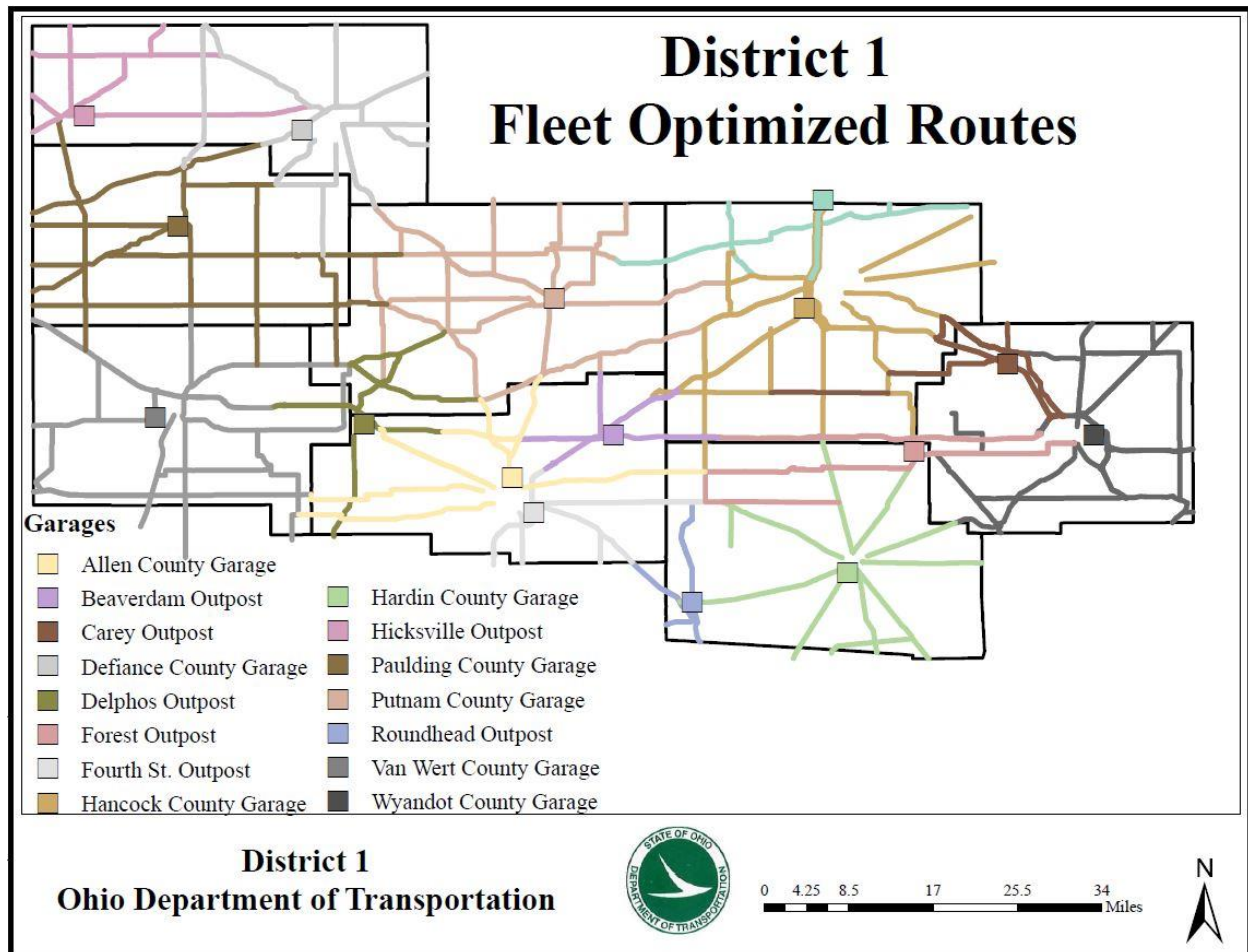 District 1
Fleet Optimized Routes
Garages
Allen County Garage
Beaverdam Outpost
Carey Outpost
Defiance County Garage
Delphos Outpost
Forest Outpost
Fourth St. Outpost
Hancock County Garage
Hardin County Garage
Hicksville Outpost
Paulding County Garage
Putnam County Garage
Roundhead Outpost
Van Wert County Garage
Wyandot County Garage
District 1
Ohio Department of Transportation
STATE OF OHIO
DEPARTMENT OF TRANSPORTATION
0 4.25 8.5 17 25.5 34
Miles
N